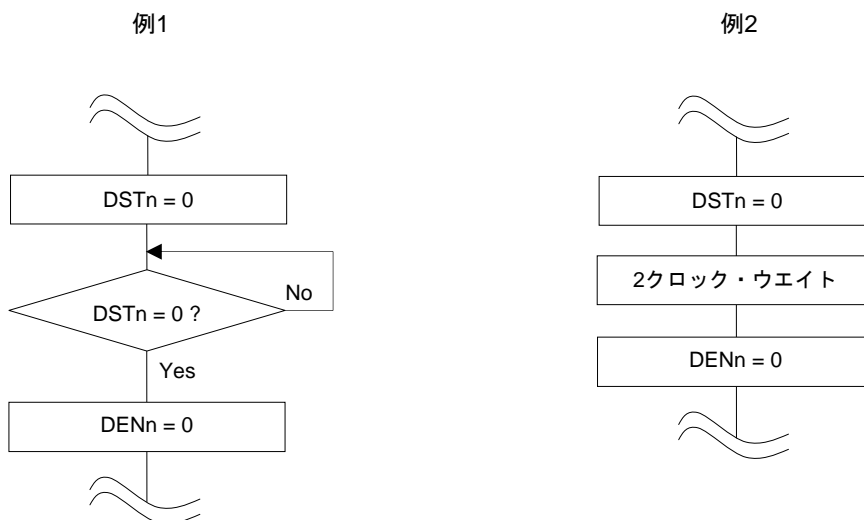 例1
DSTn = 0
DSTn = 0 ?
No
Yes
DENn = 0
例2
DSTn = 0
2クロック・ウエイト
DENn = 0